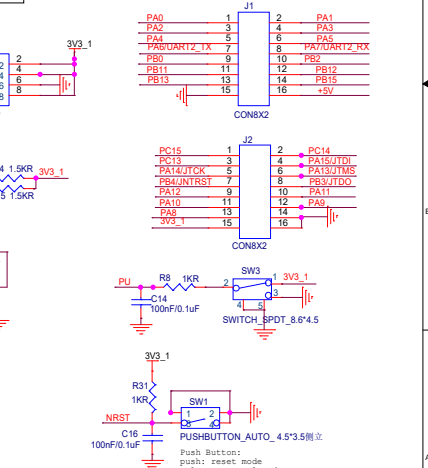 J1
PA0 1 2 PA1
PA2 3 4 PA3
PA4 5 6 PA5
PA6/UART2_TX 7 8 PA7/UART2_RX
PB0 9 10 PB2
PB11 11 12 PB12
PB13 13 14 PB15
15 16 +5V
CON8X2
3V3_1
2
4
6
8
J2
PC15 1 2 PC14
PC13 3 4 PA15/JTDI
PA14/JTCK 5 6 PA13/JTMS
PB4/JNTRST 7 8 PB3/JTDO
PA12 9 10 PA11
PA10 11 12 PA9
PA8 13 14
3V3_1 15 16
CON8X2
4 1.5KR
3V3_1
5 1.5KR
PU R8 1KR
SW3
2 1 3V3_1
3
4 5
C14
100nF/0.1uF
SWITCH_SPDT_8.6*4.5
3V3_1
R31
1KR
SW1
1 2
3 4
NRST
C16
100nF/0.1uF
PUSHBUTTON_AUTO_4.5*3.5侧立
Push Button:
push: reset mode